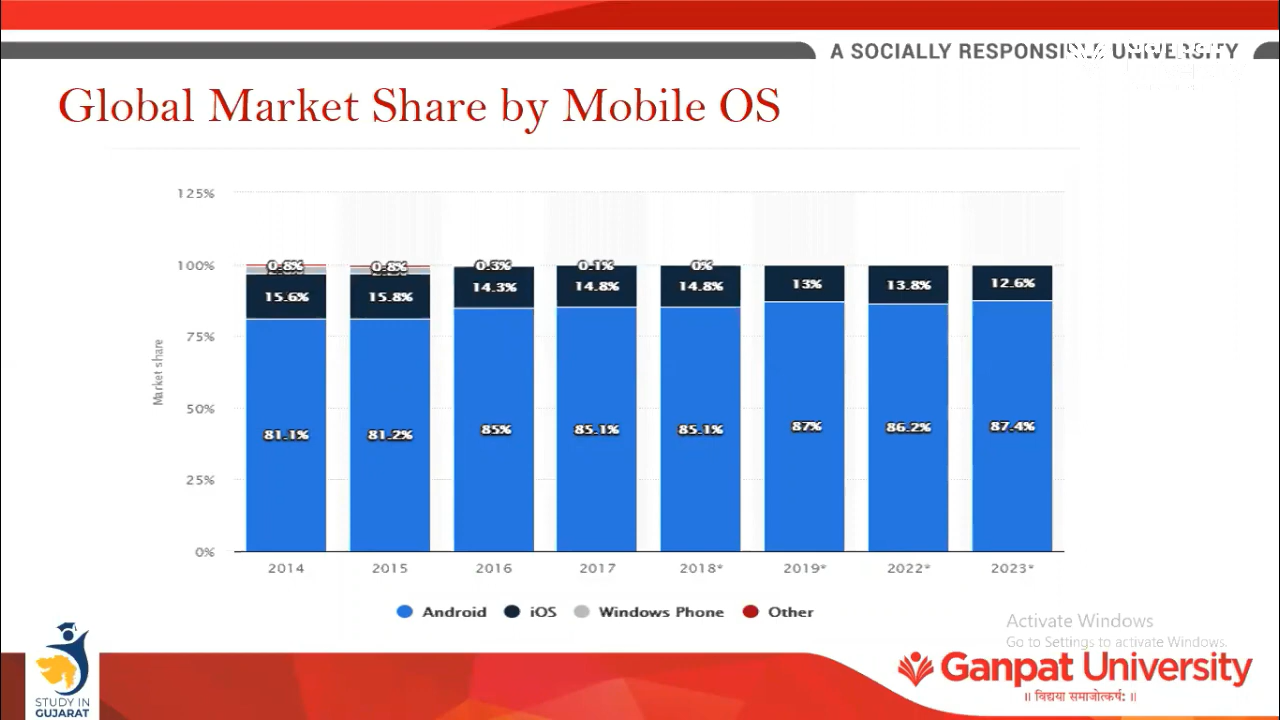 A SOCIALLY RESPONSIBLE UNIVERSITY
Global Market Share by Mobile OS
125%
100%
75%
50%
25%
0%
Market share
0.8% 0.8% 0.3% 0.1% 0%
15.6% 15.8% 14.3% 14.8% 14.8% 13% 13.8% 12.6%
81.1% 81.2% 85% 85.1% 85.1% 87% 86.2% 87.4%
2014 2015 2016 2017 2018* 2019* 2022* 2023*
Android iOS Windows Phone Other
Activate Windows
Go to Settings to activate Windows.
STUDY IN
GUJARAT
Ganpat University
॥ विद्यया समाजोत्कर्षः ॥